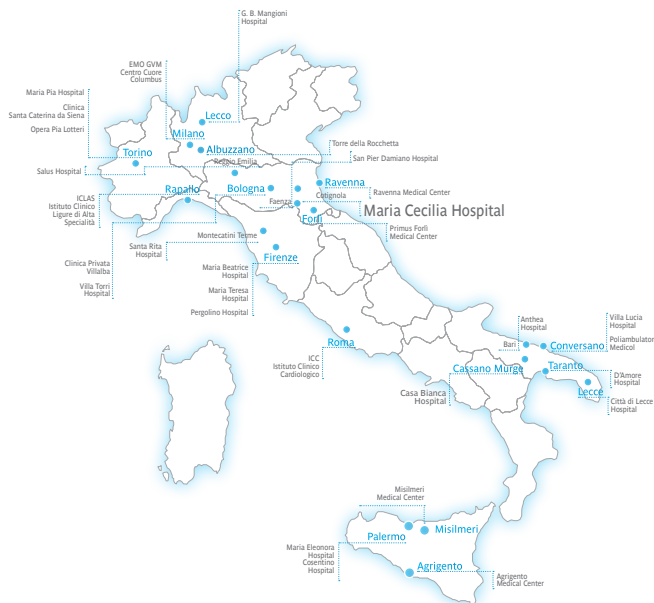 G. B. Mangioni
Hospital
EMO GVM
Centro Cuore
Columbus
Maria Pia Hospital
Clinica
Santa Caterina da Siena
Opera Pia Lotteri
Lecco
Milano
Albuzzano
Torino
Torre della Rocchetta
San Pier Damiano Hospital
Reggio Emilia
Salus Hospital
Rapallo
Bologna
Ravenna
Ravenna Medical Center
Cotignola
Faenza
Maria Cecilia Hospital
Forlì
ICLAS
Istituto Clinico
Ligure di Alta
Specialità
Primus Forlì
Medical Center
Montecatini Terme
Santa Rita
Hospital
Firenze
Clinica Privata
Villalba
Villa Torri
Hospital
Maria Beatrice
Hospital
Maria Teresa
Hospital
Pergolino Hospital
Roma
ICC
Istituto Clinico
Cardiologico
Anthea
Hospital
Villa Lucia
Hospital
Poliambulatorio
Medicol
Bari
Conversano
Cassano Murge
Taranto
D'Amore
Hospital
Casa Bianca
Hospital
Lecce
Città di Lecce
Hospital
Misilmeri
Medical Center
Misilmeri
Palermo
Maria Eleonora
Hospital
Cosentino
Hospital
Agrigento
Agrigento
Medical Center